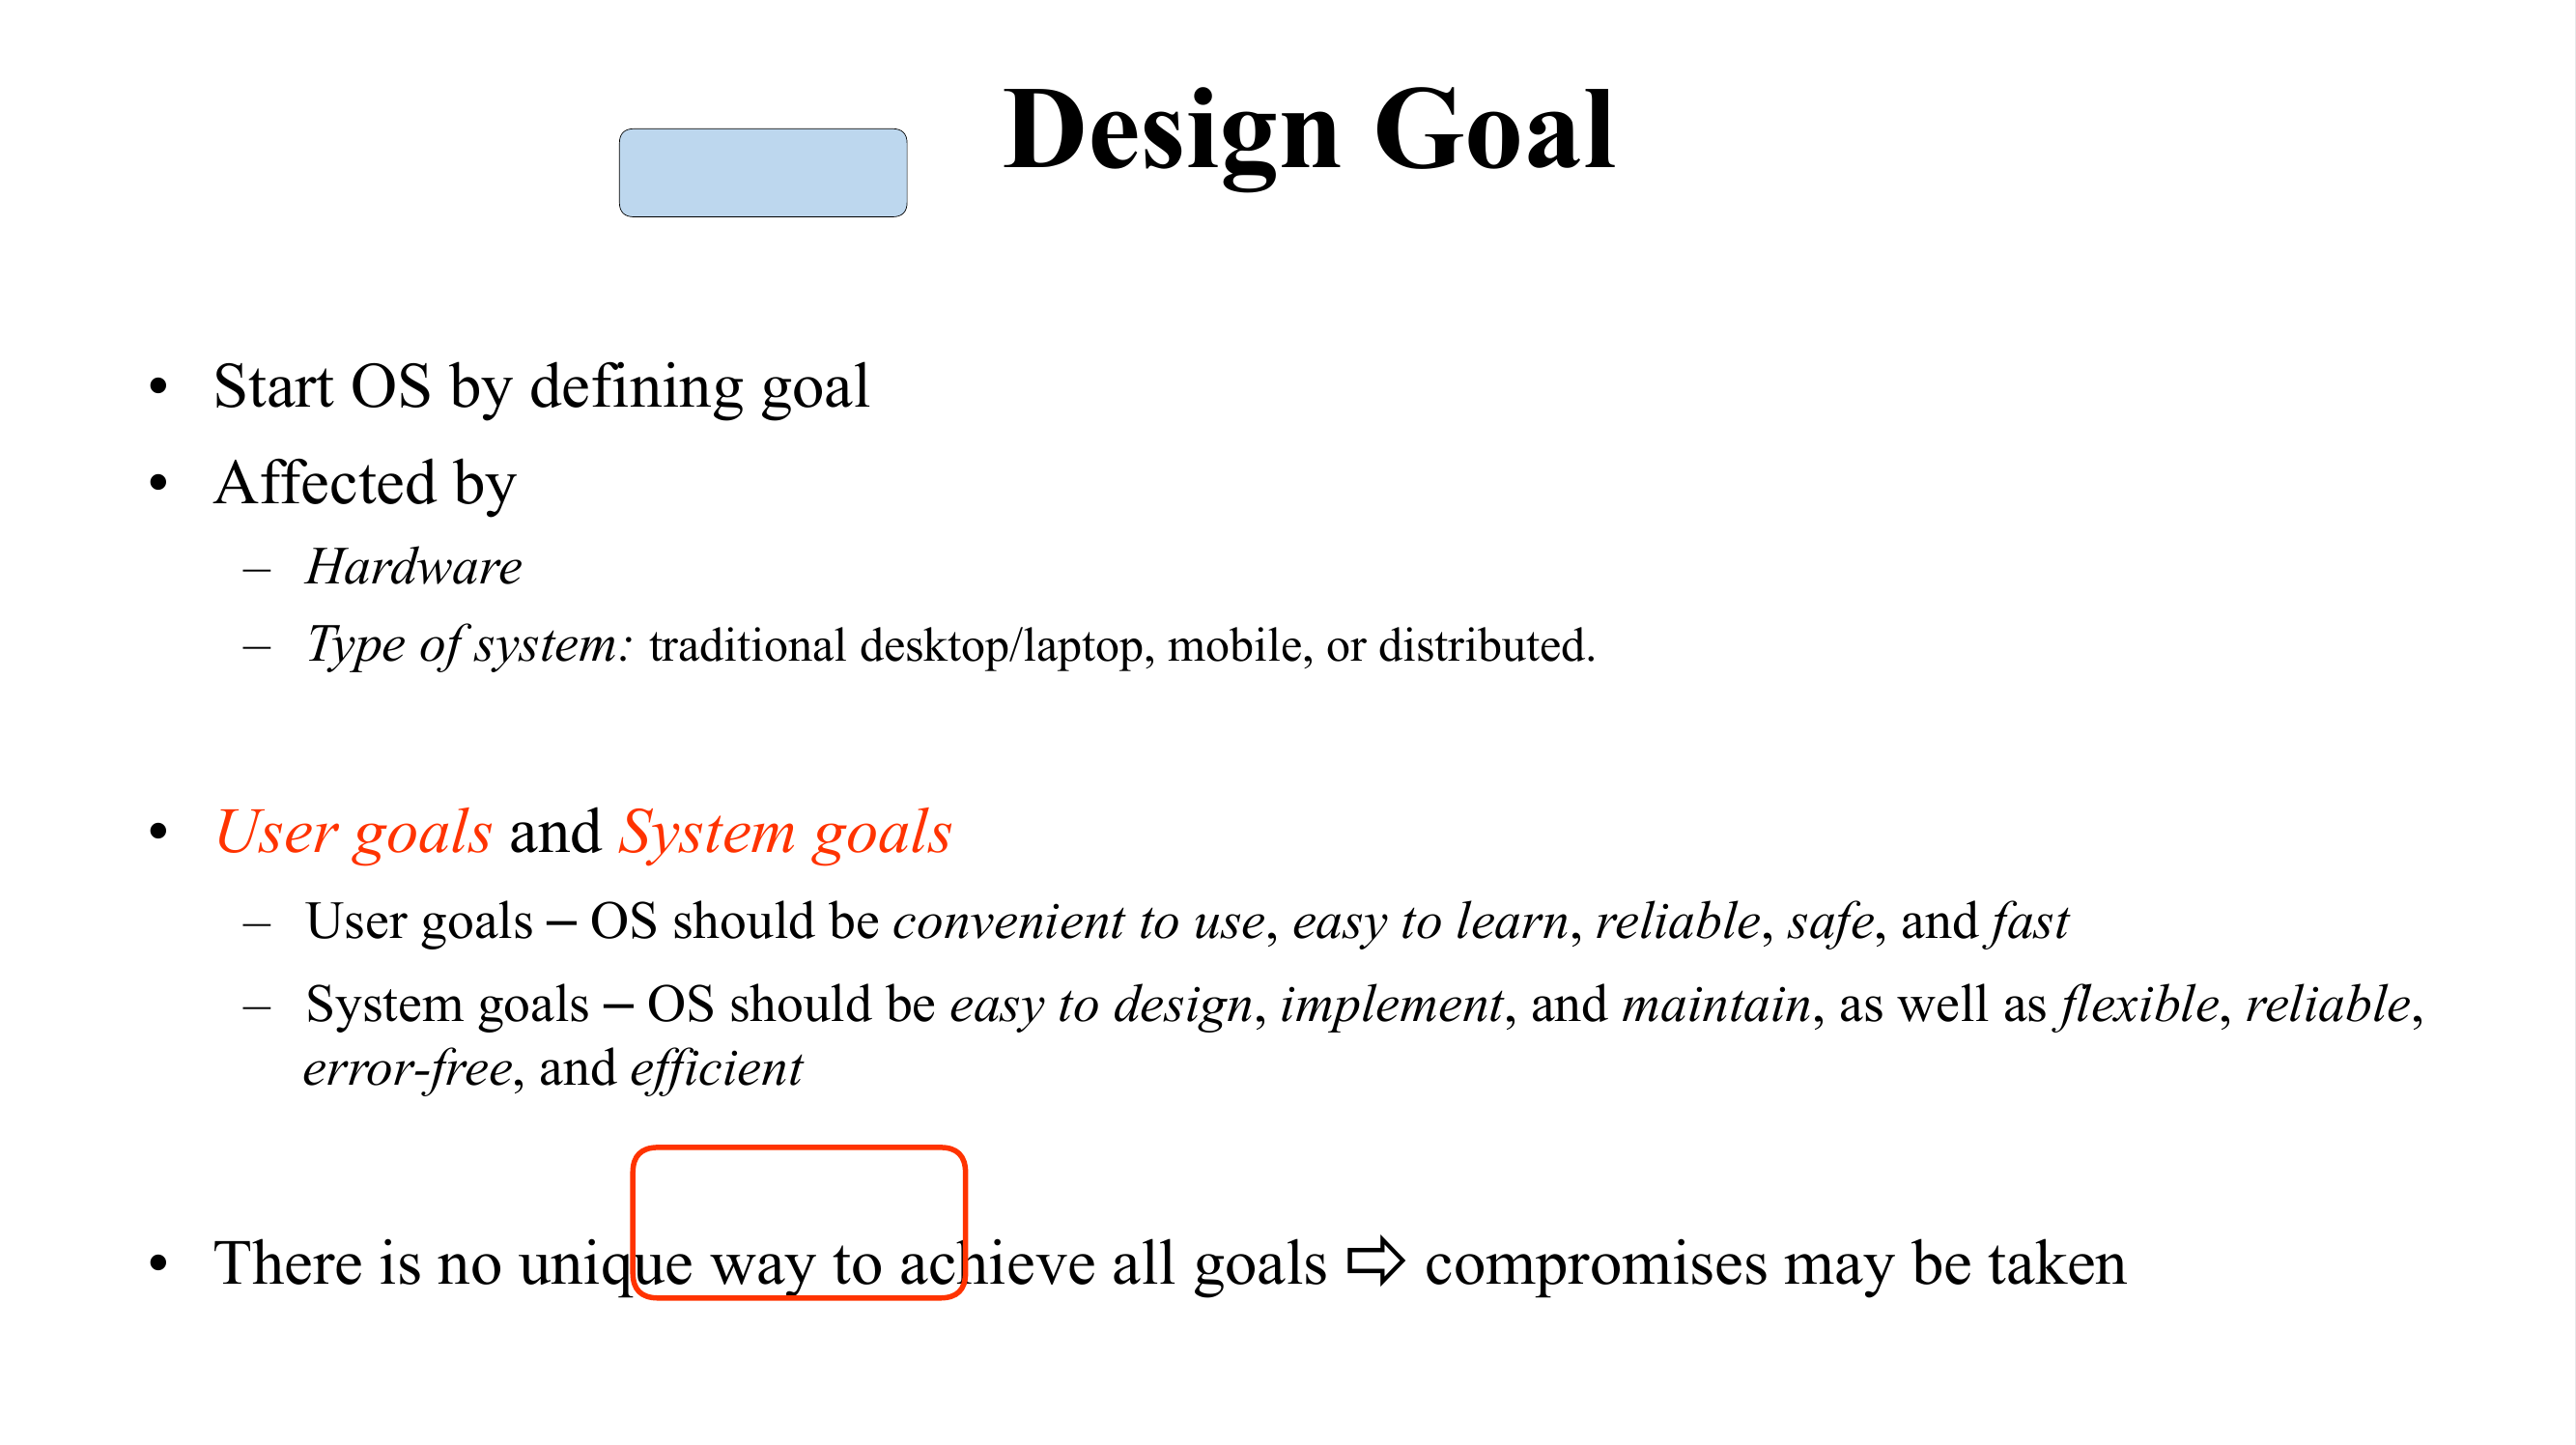 Design Goal
• Start OS by defining goal
• Affected by
– Hardware
– Type of system: traditional desktop/laptop, mobile, or distributed.
• User goals and System goals
– User goals – OS should be convenient to use, easy to learn, reliable, safe, and fast
– System goals – OS should be easy to design, implement, and maintain, as well as flexible, reliable,
error-free, and efficient
• There is no unique way to achieve all goals ⇨ compromises may be taken